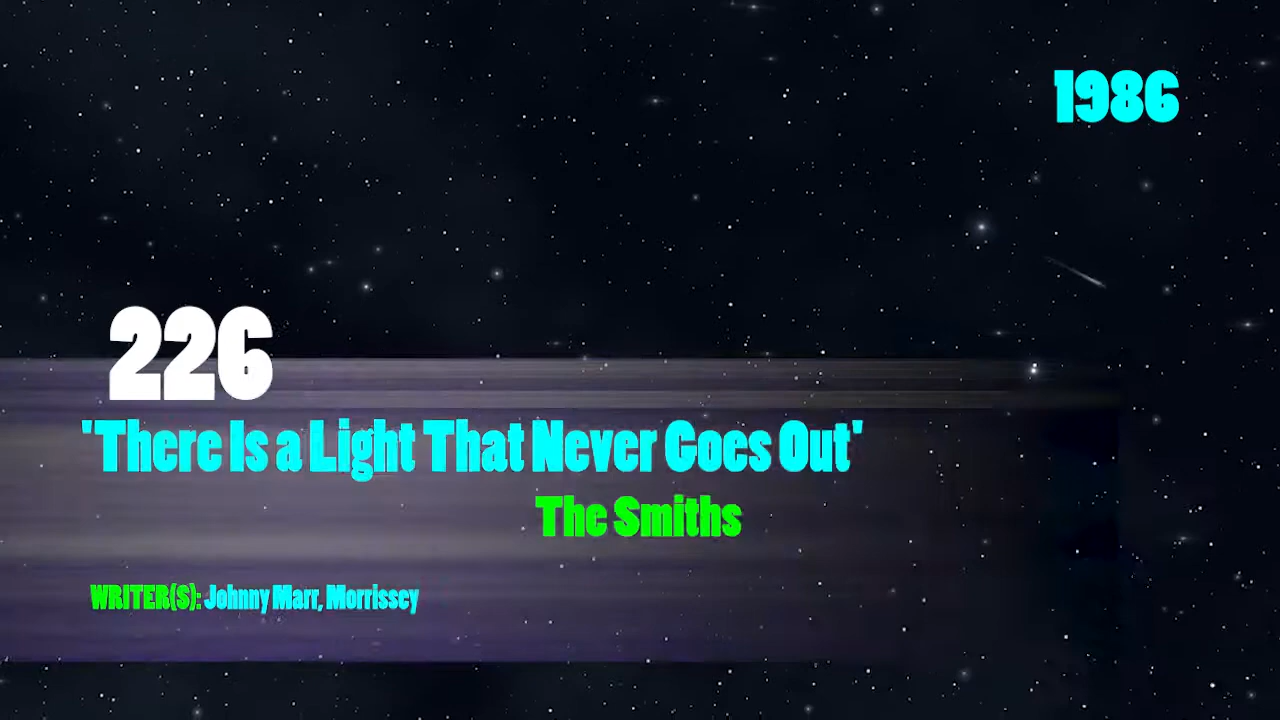 1986
226
'There Is a Light That Never Goes Out'
The Smiths
WRITER(S): Johnny Marr, Morrissey